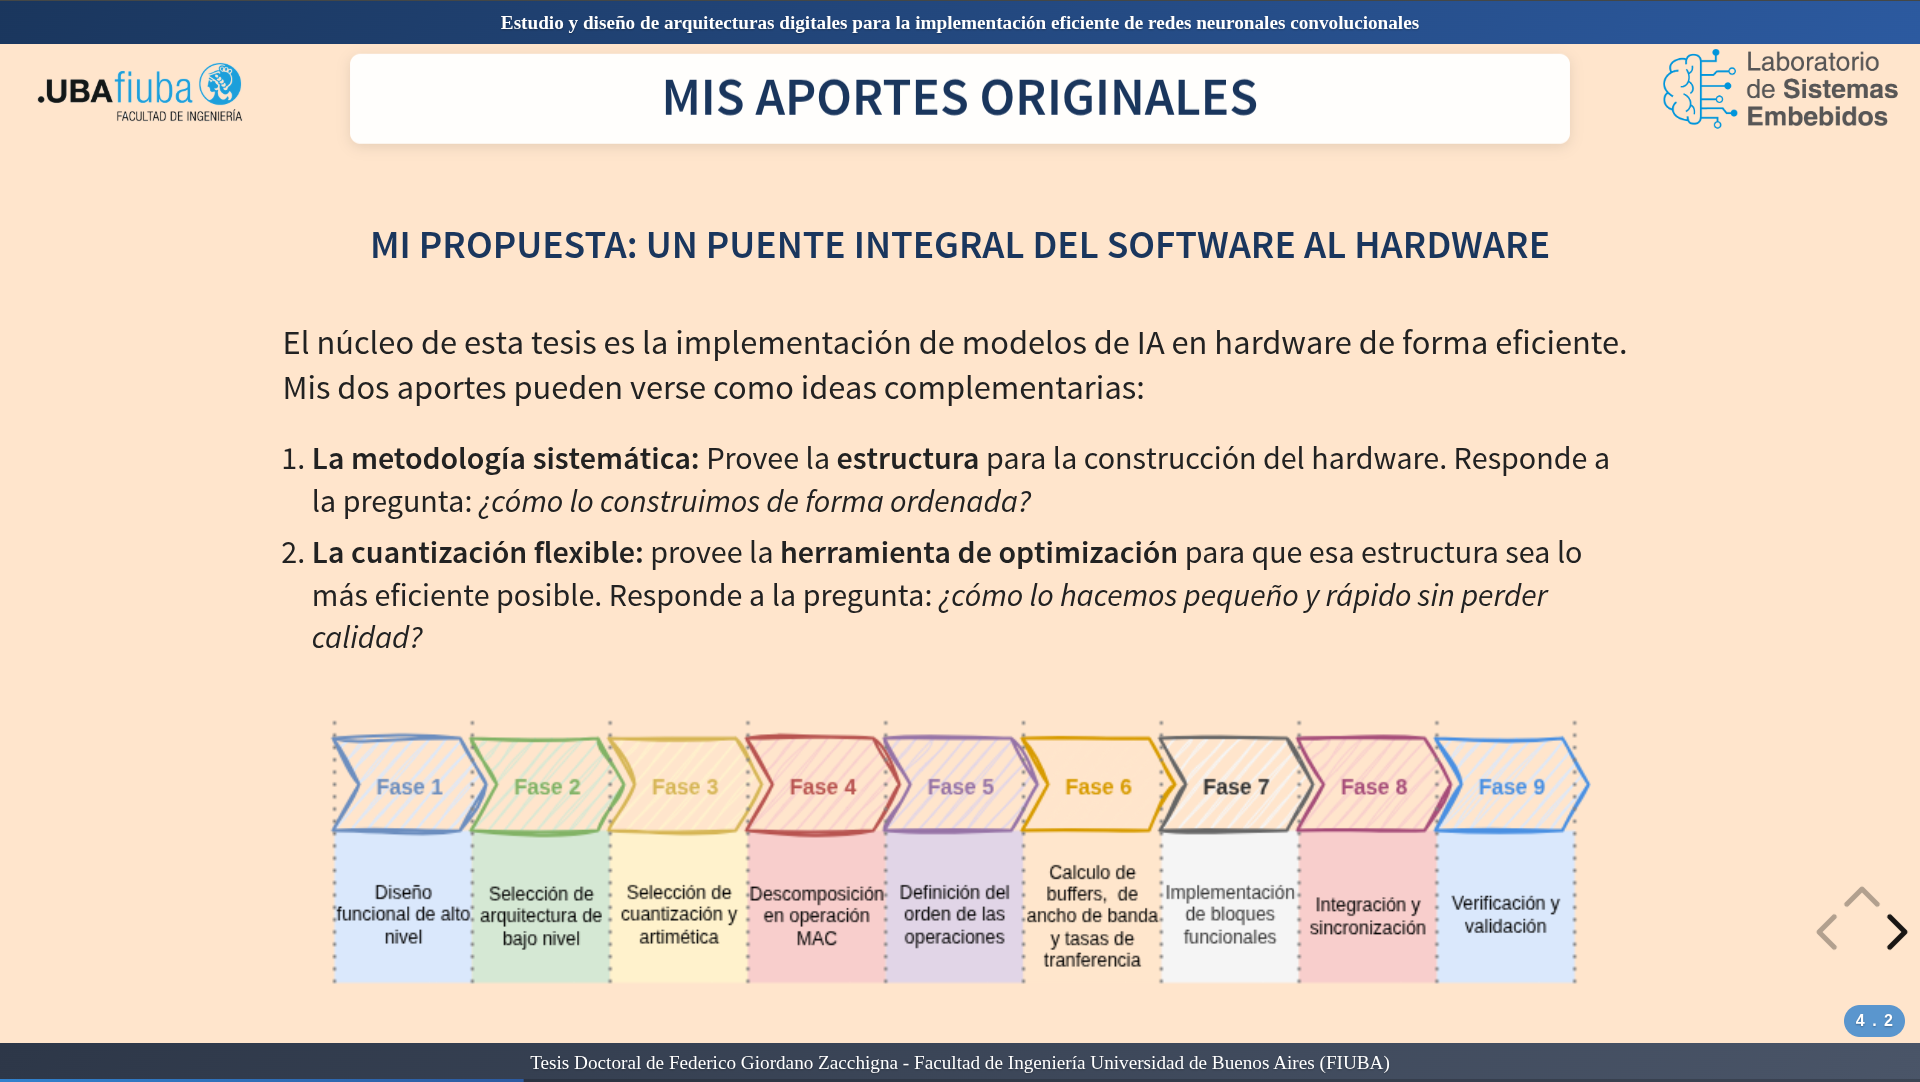 Estudio y diseño de arquitecturas digitales para la implementación eficiente de redes neuronales convolucionales
.UBAfiuba
FACULTAD DE INGENIERÍA
MIS APORTES ORIGINALES
Laboratorio
de Sistemas
Embebidos
MI PROPUESTA: UN PUENTE INTEGRAL DEL SOFTWARE AL HARDWARE
El núcleo de esta tesis es la implementación de modelos de IA en hardware de forma eficiente.
Mis dos aportes pueden verse como ideas complementarias:
1. La metodología sistemática: Provee la estructura para la construcción del hardware. Responde a
la pregunta: ¿cómo lo construimos de forma ordenada?
2. La cuantización flexible: provee la herramienta de optimización para que esa estructura sea lo
más eficiente posible. Responde a la pregunta: ¿cómo lo hacemos pequeño y rápido sin perder
calidad?
Fase 1
Fase 2
Fase 3
Fase 4
Fase 5
Fase 6
Fase 7
Fase 8
Fase 9
Diseño
funcional de alto
nivel
Selección de
arquitectura de
bajo nivel
Selección de
cuantización y
artimética
Descomposición
en operación
MAC
Definición del
orden de las
operaciones
Calculo de
buffers, de
ancho de banda
y tasas de
tranferencia
Implementación
de bloques
funcionales
Integración y
sincronización
Verificación y
validación
4 . 2
Tesis Doctoral de Federico Giordano Zacchigna - Facultad de Ingeniería Universidad de Buenos Aires (FIUBA)